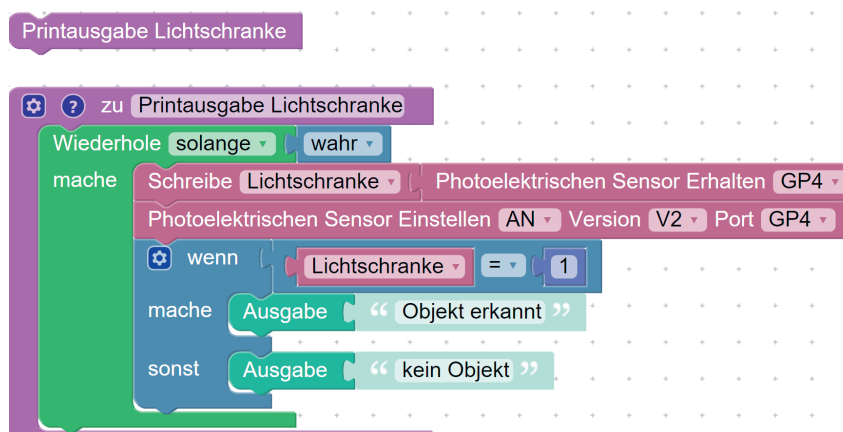 Printausgabe Lichtschranke
? zu Printausgabe Lichtschranke
Wiederhole solange wahr
mache Schreibe Lichtschranke Photoelektrischen Sensor Erhalten GP4
Photoelektrischen Sensor Einstellen AN Version V2 Port GP4
wenn Lichtschranke = 1
mache Ausgabe “ Objekt erkannt ”
sonst Ausgabe “ kein Objekt ”